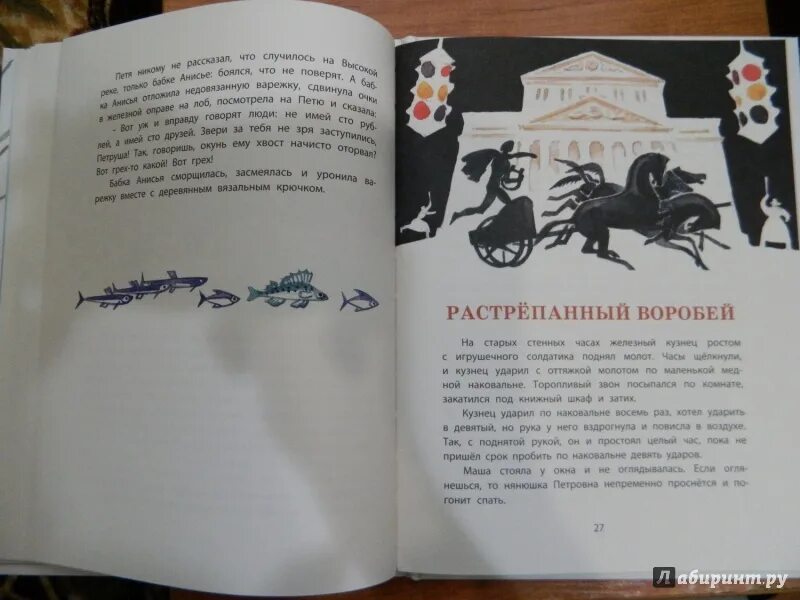 Петя никому не рассказал, что случилось на Высокой
реке, только бабке Анисье: боялся, что не поверят. А баб-
ка Анисья отложила недовязанную варежку, сдвинула очки
в железной оправе на лоб, посмотрела на Петю и сказала:
- Вот уж и вправду говорят люди: не имей сто руб-
лей, а имей сто друзей. Звери за тебя не зря заступились,
Петруша! Так, говоришь, окунь ему хвост начисто оторвал?
Вот грех-то какой! Вот грех!
Бабка Анисья сморщилась, засмеялась и уронила ва-
режку вместе с деревянным вязальным крючком.
РАСТРЁПАННЫЙ ВОРОБЕЙ
На старых стенных часах железный кузнец ростом
с игрушечного солдатика поднял молот. Часы щёлкнули,
и кузнец ударил с оттяжкой молотом по маленькой мед-
ной наковальне. Торопливый звон посыпался по комнате,
закатился под книжный шкаф и затих.
Кузнец ударил по наковальне восемь раз, хотел ударить
в девятый, но рука у него вздрогнула и повисла в воздухе.
Так, с поднятой рукой, он и простоял целый час, пока не
пришёл срок пробить по наковальне девять ударов.
Маша стояла у окна и не оглядывалась. Если огля-
нешься, то нянюшка Петровна непременно проснётся и по-
гонит спать.
27
Лабиринт.ру